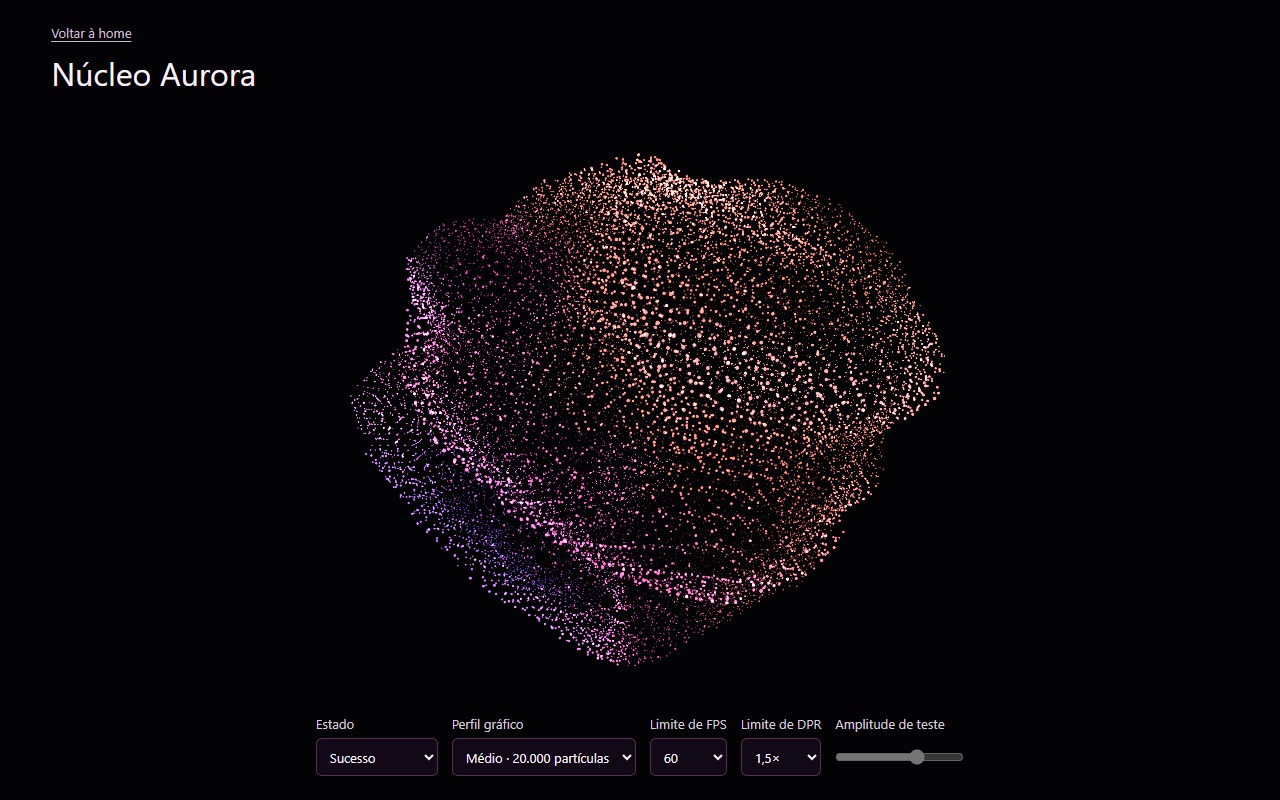 Voltar à home
Núcleo Aurora
Estado
Perfil gráfico
Limite de FPS
Limite de DPR
Amplitude de teste
Sucesso
Médio · 20.000 partículas
60
1,5×